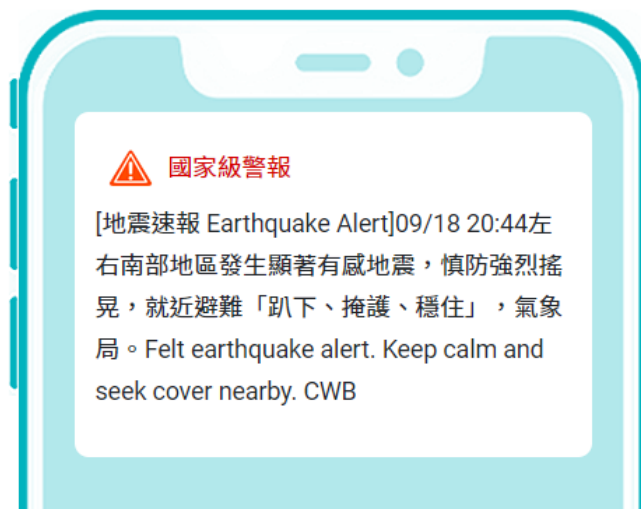 國家級警報
[地震速報 Earthquake Alert]09/18 20:44左
右南部地區發生顯著有感地震，慎防強烈搖
晃，就近避難「趴下、掩護、穩住」，氣象
局。Felt earthquake alert. Keep calm and
seek cover nearby. CWB